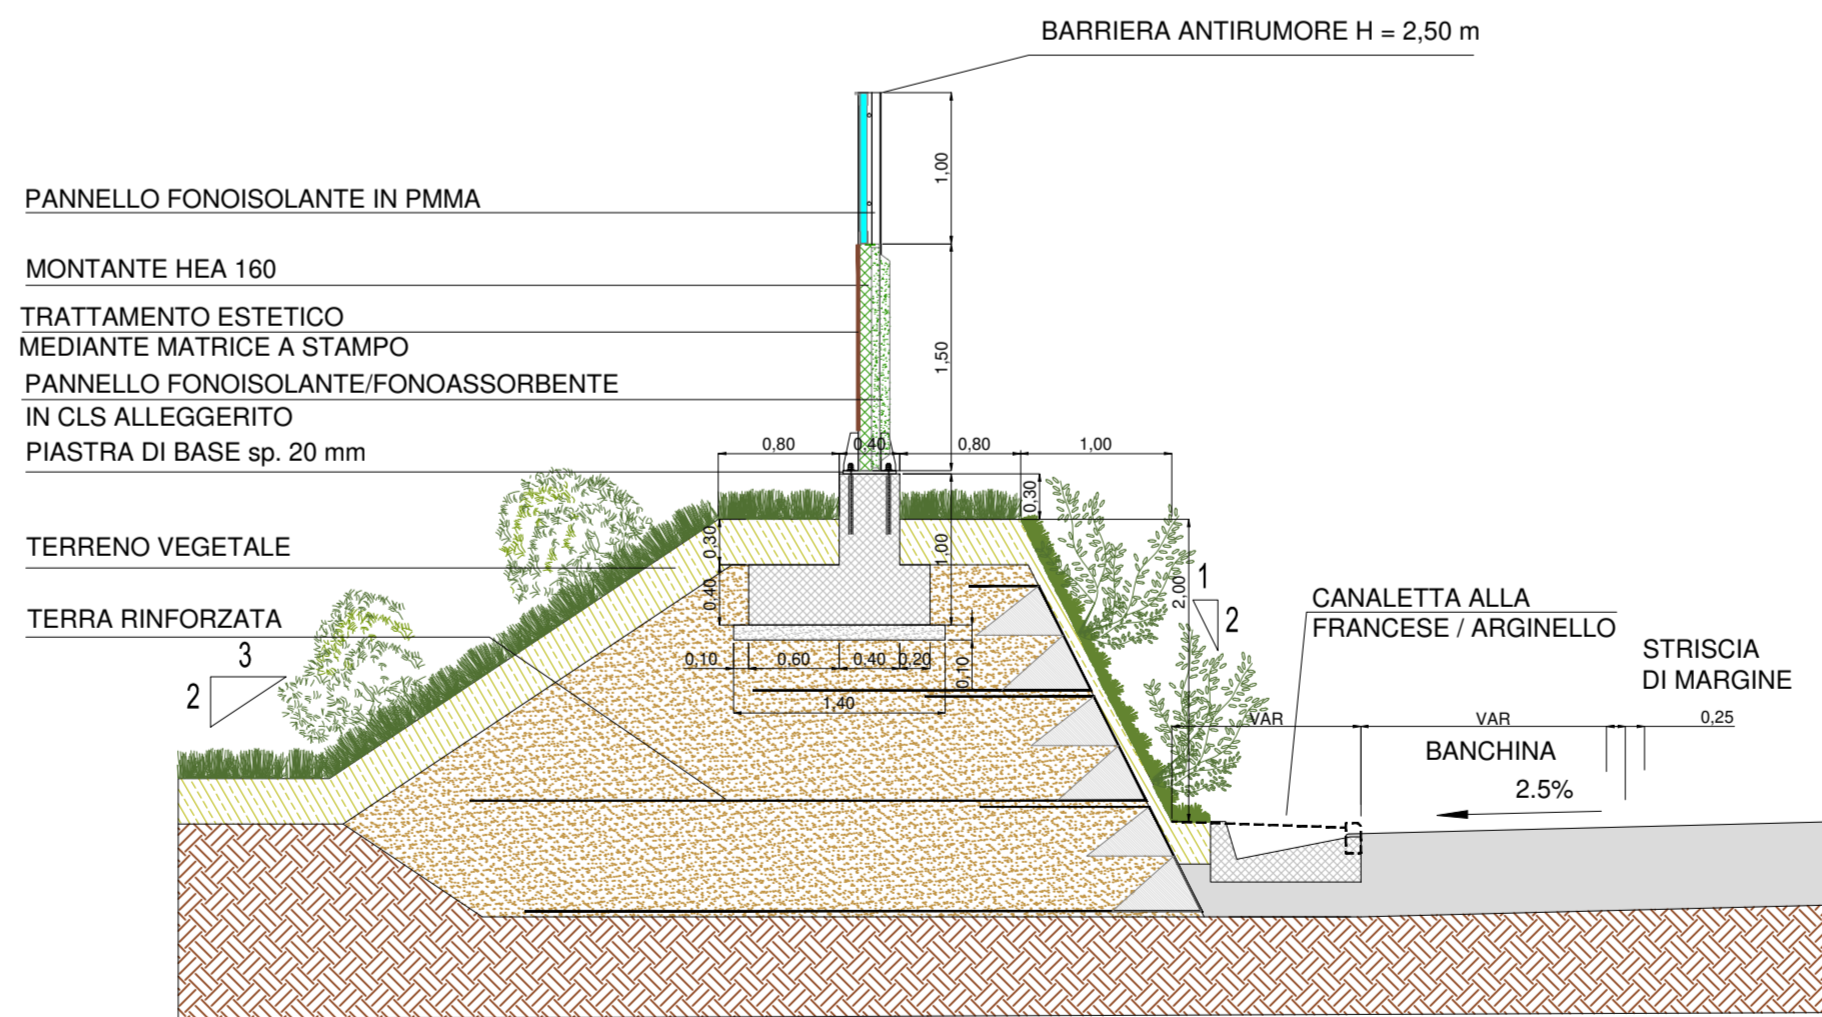 BARRIERA ANTIRUMORE H = 2,50 m
1,00
PANNELLO FONOISOLANTE IN PMMA
MONTANTE HEA 160
TRATTAMENTO ESTETICO
MEDIANTE MATRICE A STAMPO
1,50
PANNELLO FONOISOLANTE/FONOASSORBENTE
IN CLS ALLEGGERITO
PIASTRA DI BASE sp. 20 mm
0,80
0,40
0,80
1,00
0,30
TERRENO VEGETALE
0,30
1,00
0,40
2,00
1
2
CANALETTA ALLA
FRANCESE / ARGINELLO
TERRA RINFORZATA
3
2
0,10
0,60
0,40
0,20
0,10
1,40
STRISCIA
DI MARGINE
VAR
VAR
0,25
BANCHINA
2.5%